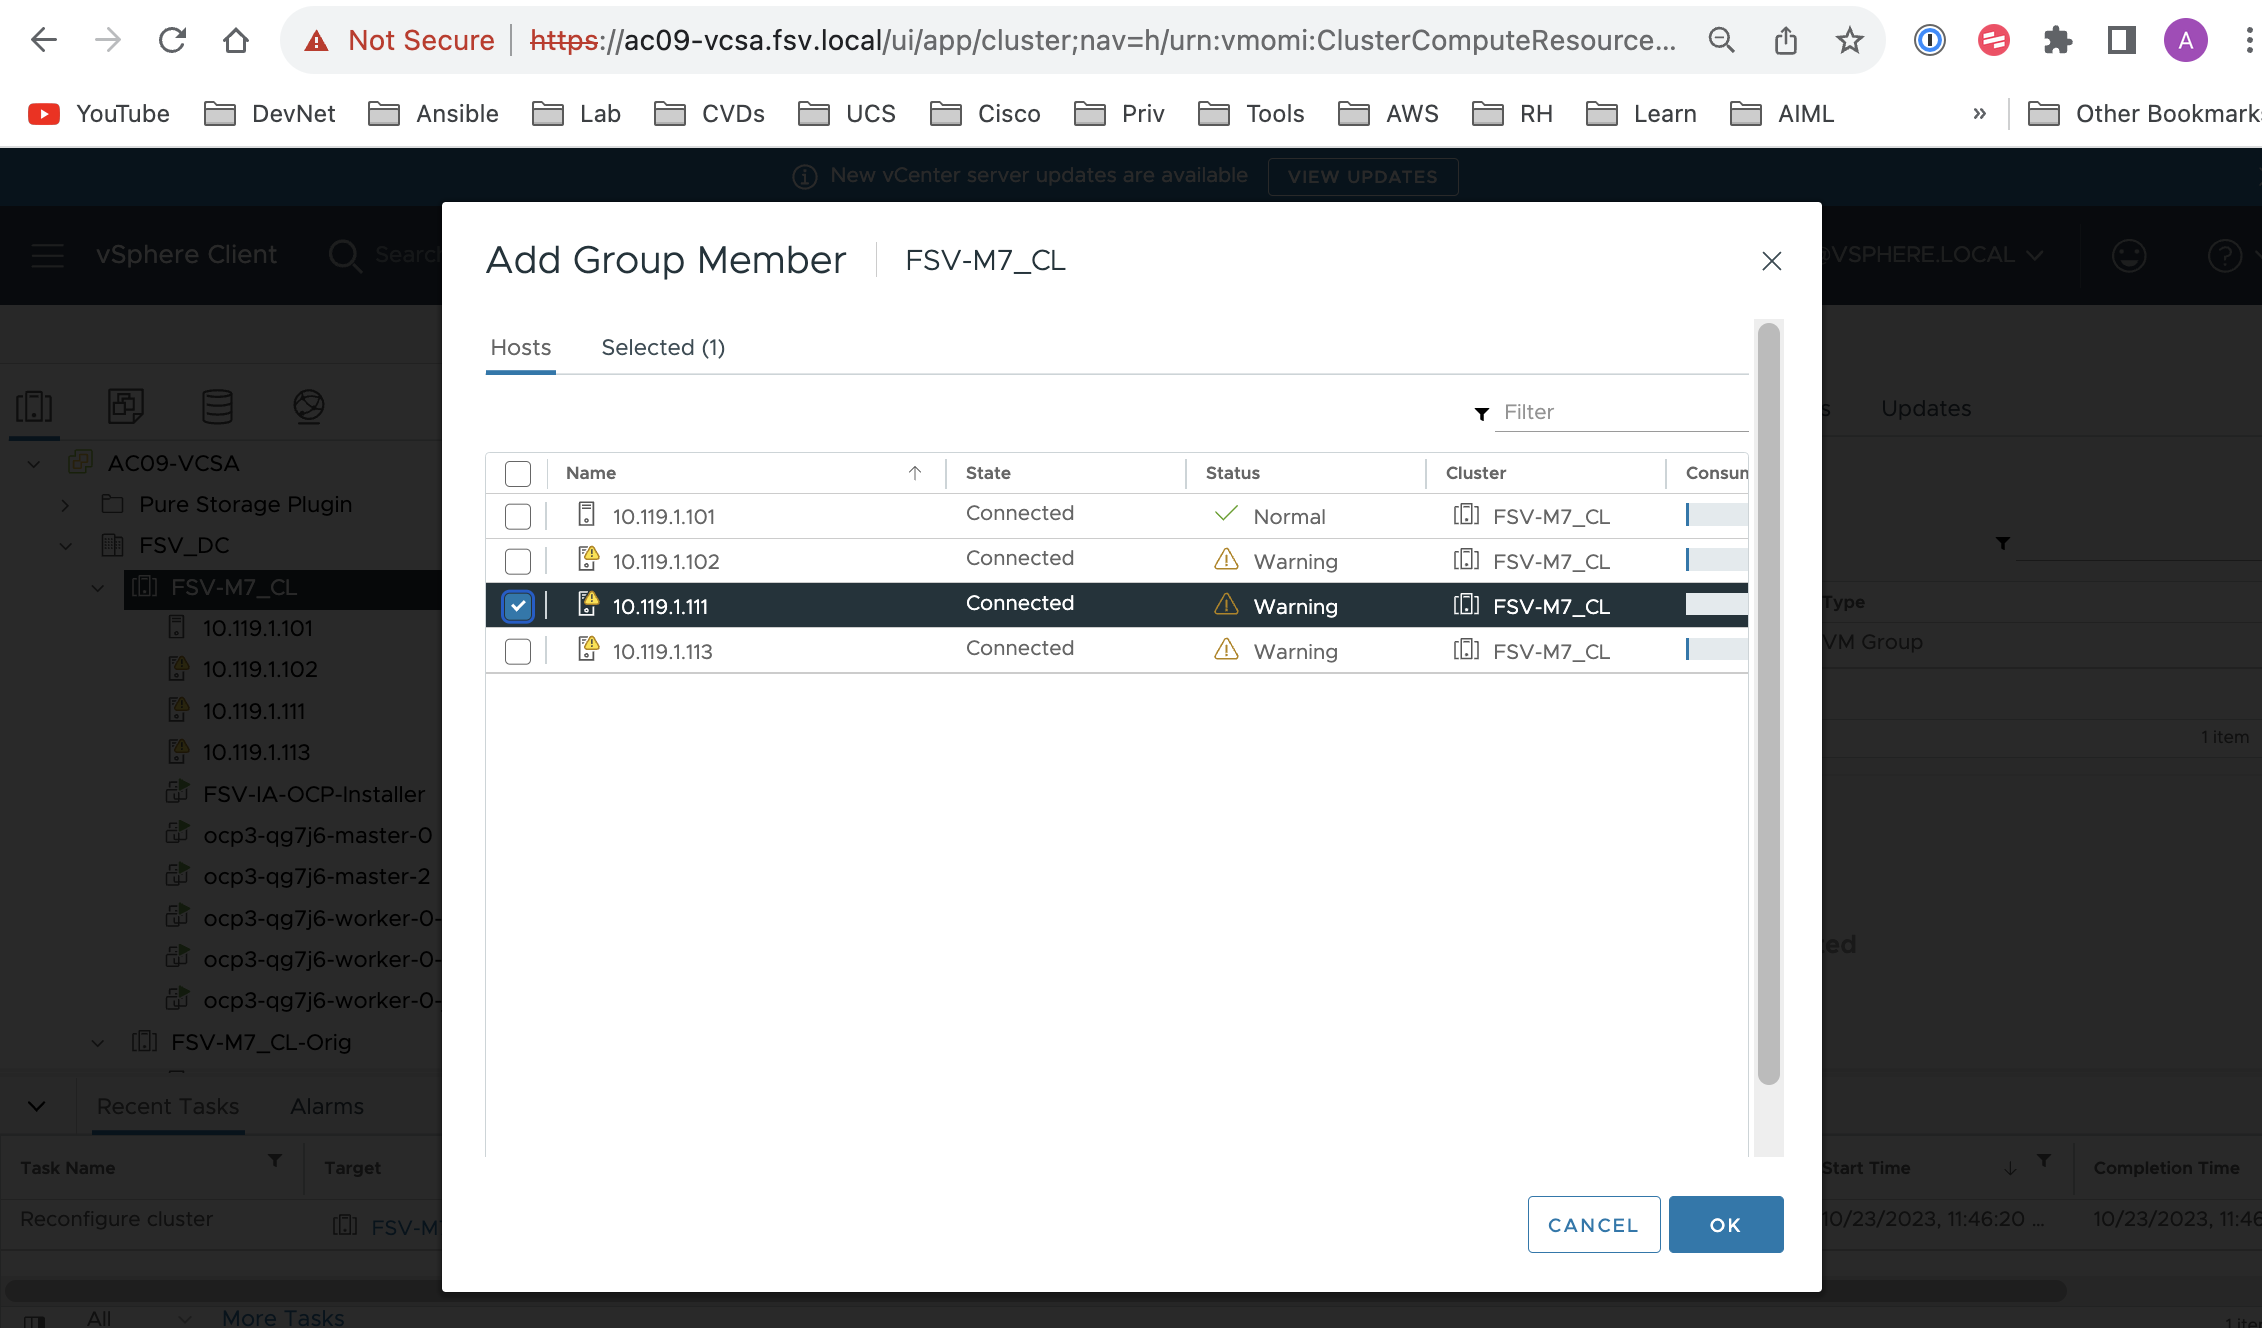 Not Secure https://ac09-vcsa.fsv.local/ui/app/cluster;nav=h/urn:vmomi:ClusterComputeResource... A
YouTube DevNet Ansible Lab CVDs UCS Cisco Priv Tools AWS RH Learn AIML » Other Bookmarks
New vCenter server updates are available VIEW UPDATES
vSphere Client Search @VSPHERE.LOCAL
Add Group Member FSV-M7_CL
Hosts Selected (1)
Filter
Updates
Name State Status Cluster Consum
10.119.1.101 Connected Normal FSV-M7_CL
10.119.1.102 Connected Warning FSV-M7_CL
10.119.1.111 Connected Warning FSV-M7_CL
10.119.1.113 Connected Warning FSV-M7_CL
CANCEL OK
AC09-VCSA
Pure Storage Plugin
FSV_DC
FSV-M7_CL
10.119.1.101
10.119.1.102
10.119.1.111
10.119.1.113
FSV-IA-OCP-Installer
ocp3-qg7j6-master-0
ocp3-qg7j6-master-2
ocp3-qg7j6-worker-0-
ocp3-qg7j6-worker-0-
ocp3-qg7j6-worker-0-
FSV-M7_CL-Orig
Type
VM Group
1 item
Recent Tasks Alarms
Task Name Target Start Time Completion Time
Reconfigure cluster FSV-M7 10/23/2023, 11:46:20 ... 10/23/2023, 11:46
All More Tasks